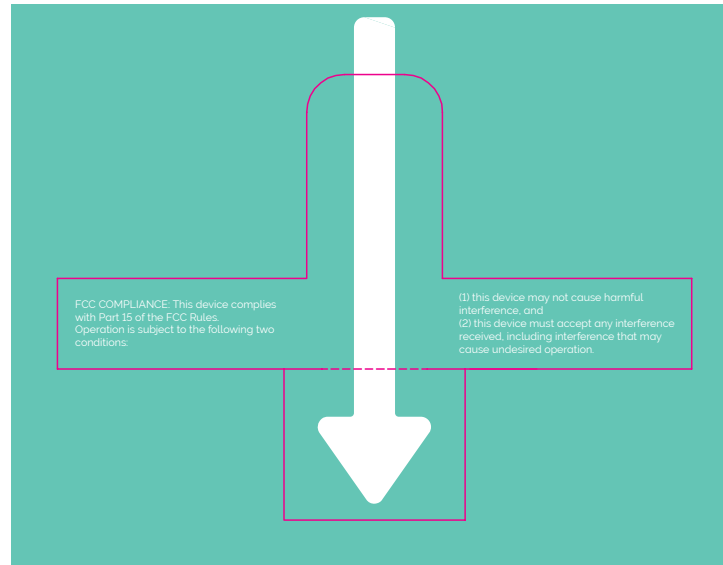 FCC COMPLIANCE: This device complies
with Part 15 of the FCC Rules.
Operation is subject to the following two
conditions:
(1) this device may not cause harmful
interference, and
(2) this device must accept any interference
received, including interference that may
cause undesired operation.